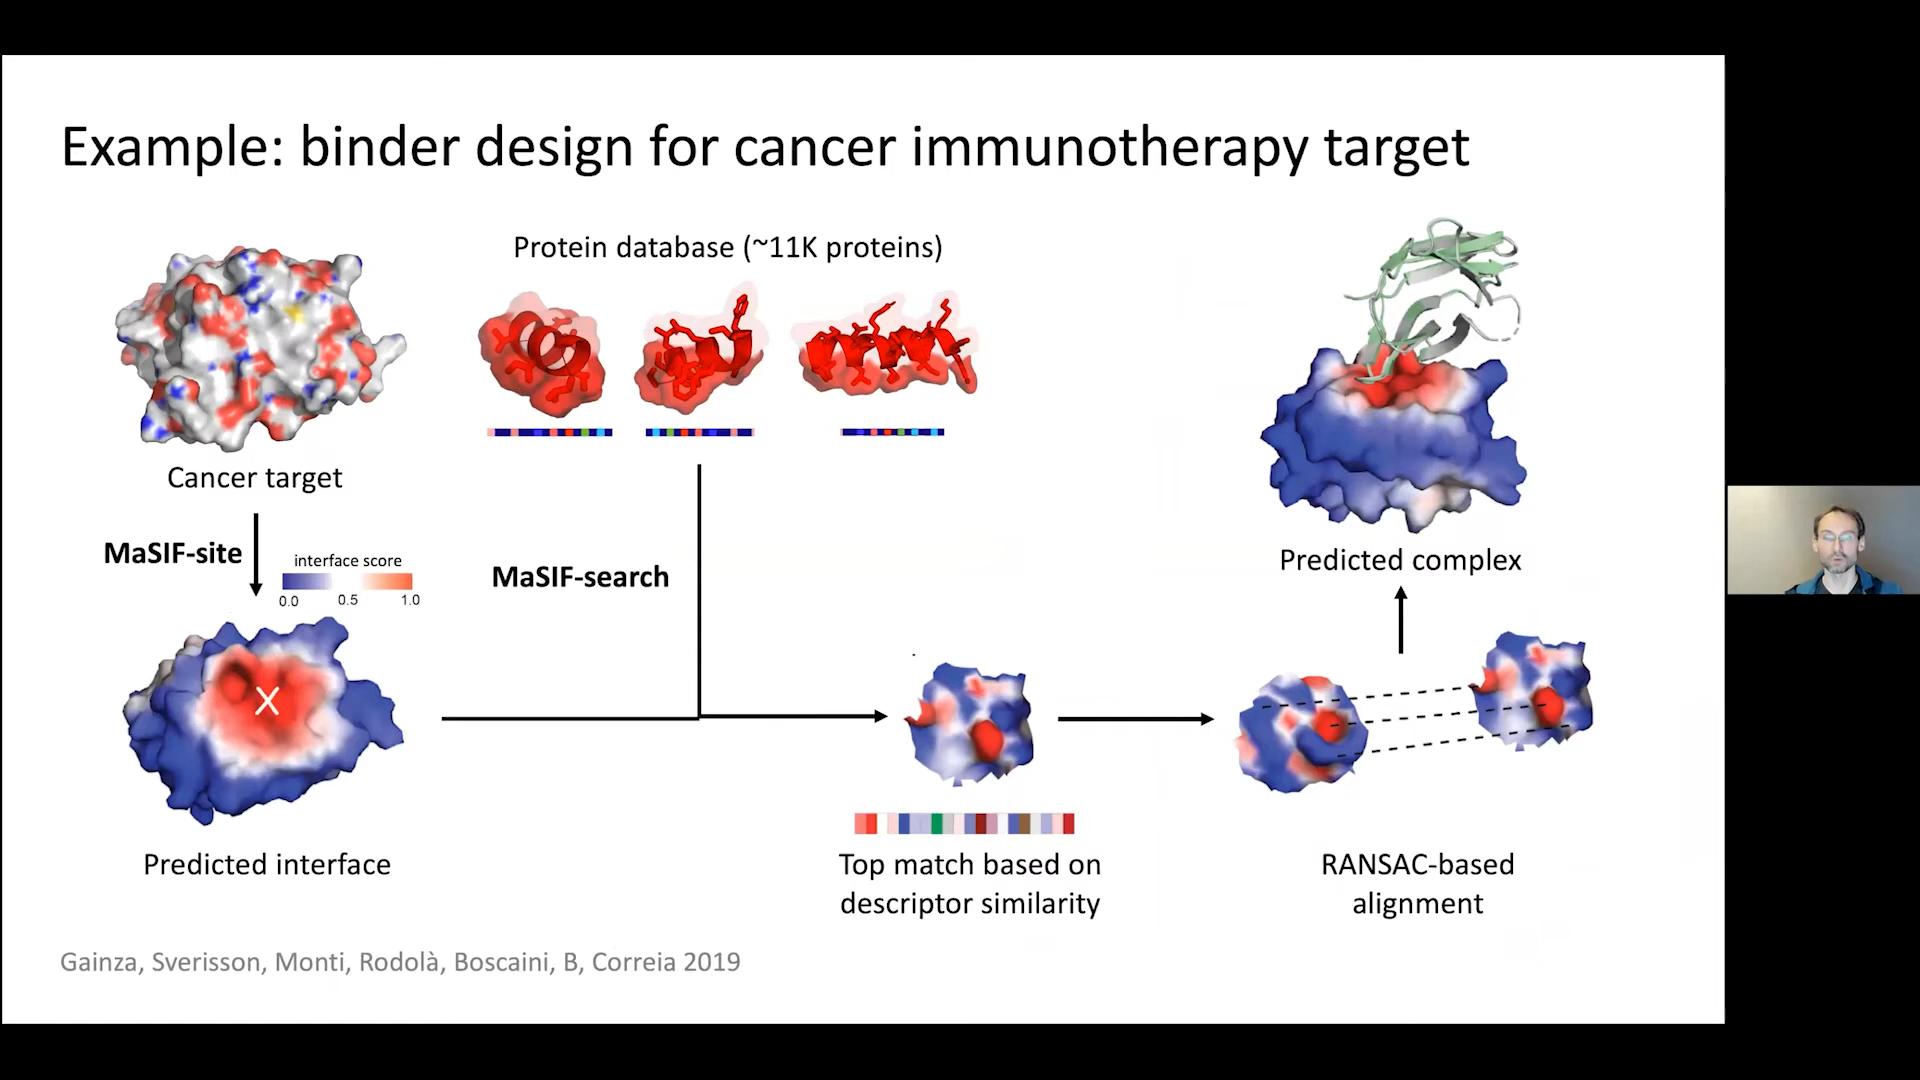 Example: binder design for cancer immunotherapy target
Protein database (~11K proteins)
Cancer target
MaSIF-site
interface score
0.0 0.5 1.0
MaSIF-search
Predicted complex
X
Predicted interface
Top match based on
descriptor similarity
RANSAC-based
alignment
Gainza, Sverisson, Monti, Rodolà, Boscaini, B, Correia 2019